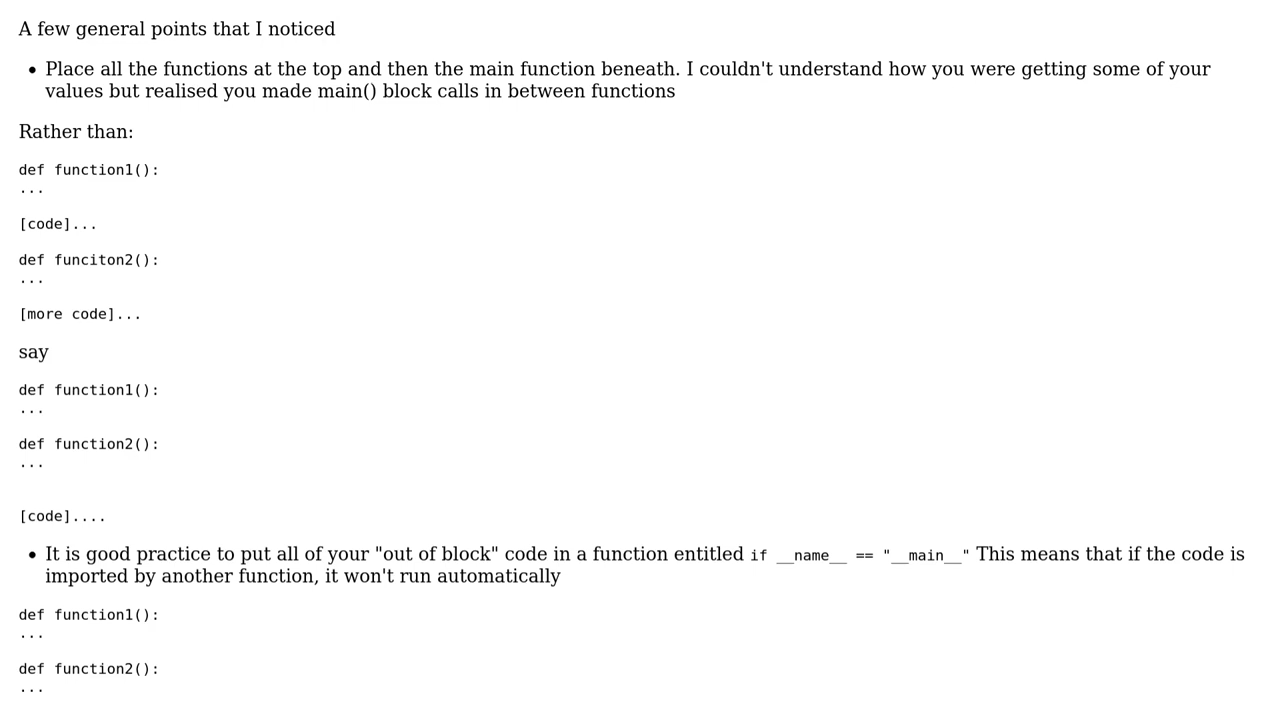 A few general points that I noticed
• Place all the functions at the top and then the main function beneath. I couldn't understand how you were getting some of your
values but realised you made main() block calls in between functions
Rather than:
def function1():
...
[code]...
def funciton2():
...
[more code]...
say
def function1():
...
def function2():
...
[code]....
• It is good practice to put all of your "out of block" code in a function entitled if __name__ == "__main__" This means that if the code is
imported by another function, it won't run automatically
def function1():
...
def function2():
...